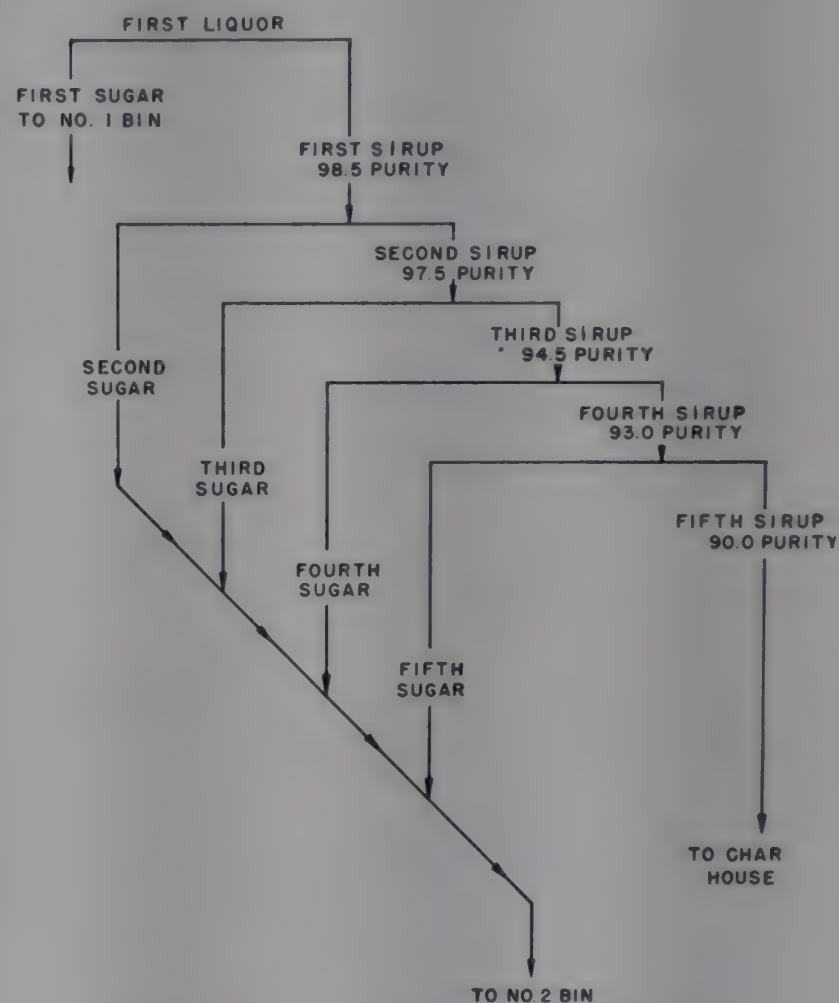 FIRST LIQUOR
FIRST SUGAR
TO NO. 1 BIN
FIRST SIRUP
98.5 PURITY
SECOND SIRUP
97.5 PURITY
THIRD SIRUP
94.5 PURITY
SECOND
SUGAR
FOURTH SIRUP
93.0 PURITY
THIRD
SUGAR
FIFTH SIRUP
90.0 PURITY
FOURTH
SUGAR
FIFTH
SUGAR
TO CHAR
HOUSE
TO NO. 2 BIN